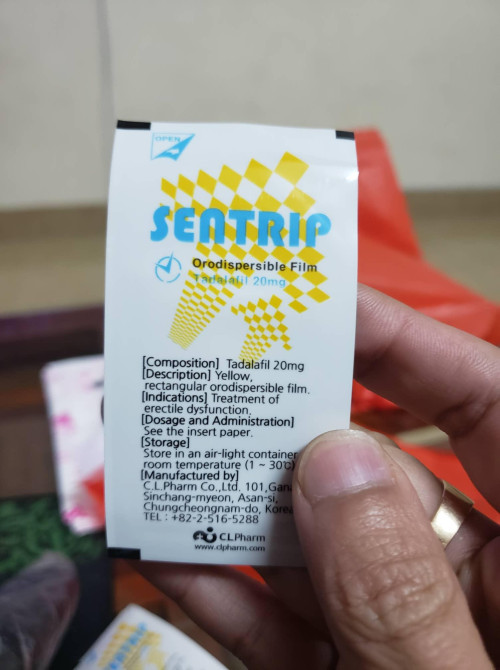 OPEN
SENTRIP
Orodispersible Film
Tadalafil 20mg
[Composition] Tadalafil 20mg
[Description] Yellow,
rectangular orodispersible film.
[Indications] Treatment of
erectile dysfunction.
[Dosage and Administration]
See the insert paper.
[Storage]
Store in an air-light container
room temperature (1 ~ 30℃)
[Manufactured by]
C.L.Pharm Co.,Ltd. 101,
Sinchang-myeon, Asan-si,
Chungcheongnam-do,
TEL : +82-2-516-5288
CLPharm
www.clpharm.com
SENTRIP